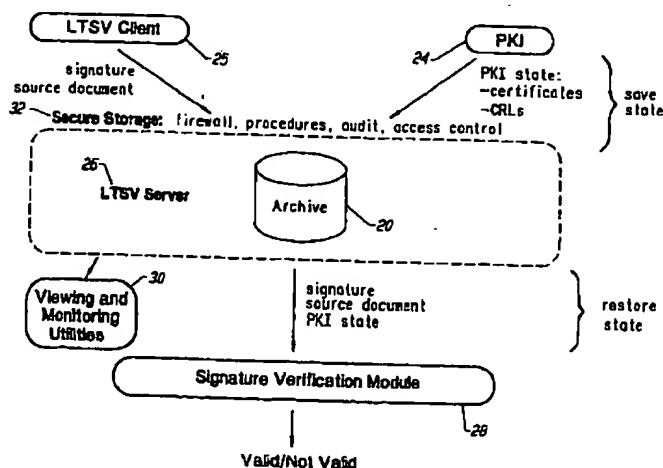 LTSV Client
25
PKI
24
signature
source document
PKI state:
-certificates
-CRLs
save
state
32 Secure Storage: firewall, procedures, audit, access control
26
LTSV Server
Archive
20
30
Viewing and
Monitoring
Utilities
signature
source document
PKI state
restore
state
Signature Verification Module
28
Valid/Not Valid